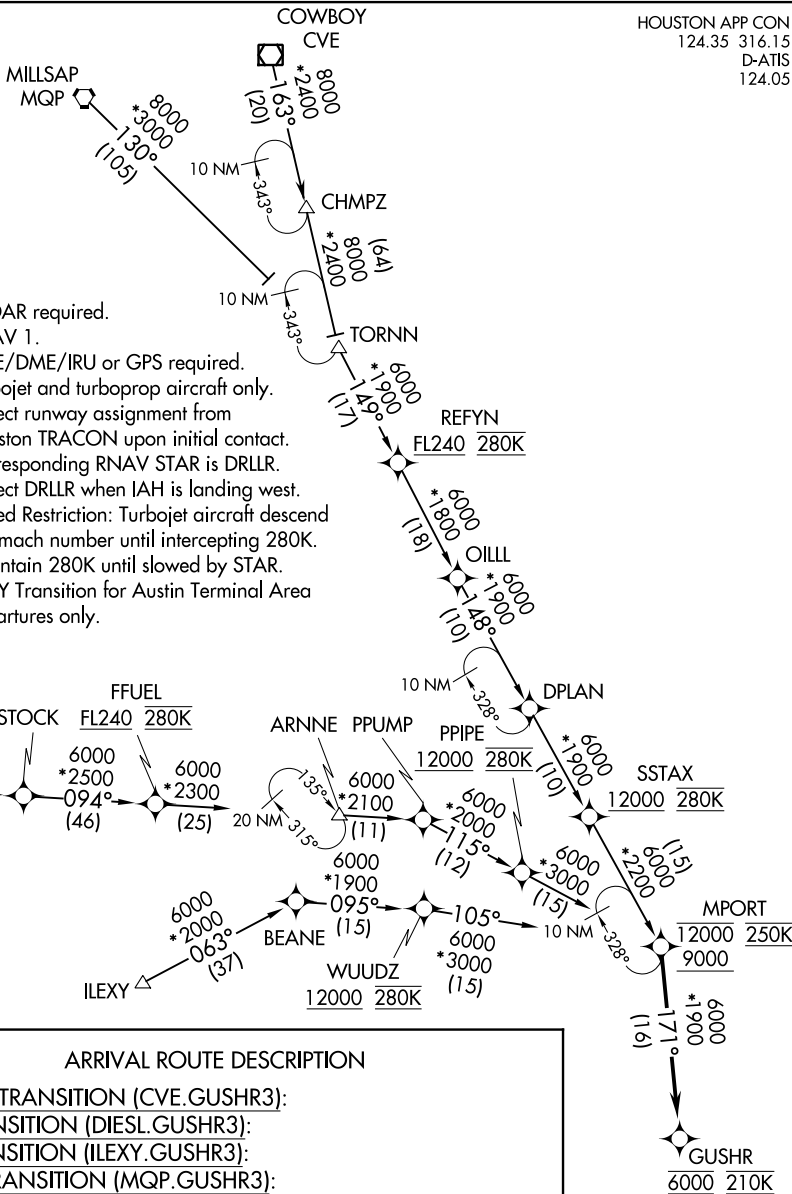 COWBOY
CVE
HOUSTON APP CON
124.35 316.15
D-ATIS
124.05
MILLSAP
MQP
8000
*2400
163°
(20)
8000
*3000
130°
(105)
10 NM
343°
CHMPZ
(64)
8000
*2400
10 NM
343°
TORNN
6000
*1900
149°
(17)
REFYN
FL240 280K
DAR required.
AV 1.
E/DME/IRU or GPS required.
bojet and turboprop aircraft only.
ect runway assignment from
ston TRACON upon initial contact.
responding RNAV STAR is DRLLR.
ect DRLLR when IAH is landing west.
ed Restriction: Turbojet aircraft descend
mach number until intercepting 280K.
ntain 280K until slowed by STAR.
Y Transition for Austin Terminal Area
artures only.
6000
*1800
(18)
OILLL
6000
*1900
148°
(10)
10 NM
328°
DPLAN
6000
*1900
(10)
SSTAX
12000 280K
STOCK
FFUEL
FL240 280K
6000
*2500
094°
(46)
6000
*2300
(25)
ARNNE
PPUMP
PPIPE
12000 280K
20 NM
135°
315°
6000
*2100
(11)
6000
*2000
115°
(12)
6000
*3000
(15)
(15)
6000
*2200
10 NM
328°
MPORT
12000 250K
9000
6000
*2000
063°
(37)
ILEXY
BEANE
6000
*1900
095°
(15)
WUUDZ
12000 280K
105°
6000
*3000
(15)
6000
*1900
171°
(16)
GUSHR
6000 210K
ARRIVAL ROUTE DESCRIPTION
TRANSITION (CVE.GUSHR3):
NSITION (DIESL.GUSHR3):
NSITION (ILEXY.GUSHR3):
RANSITION (MQP.GUSHR3):